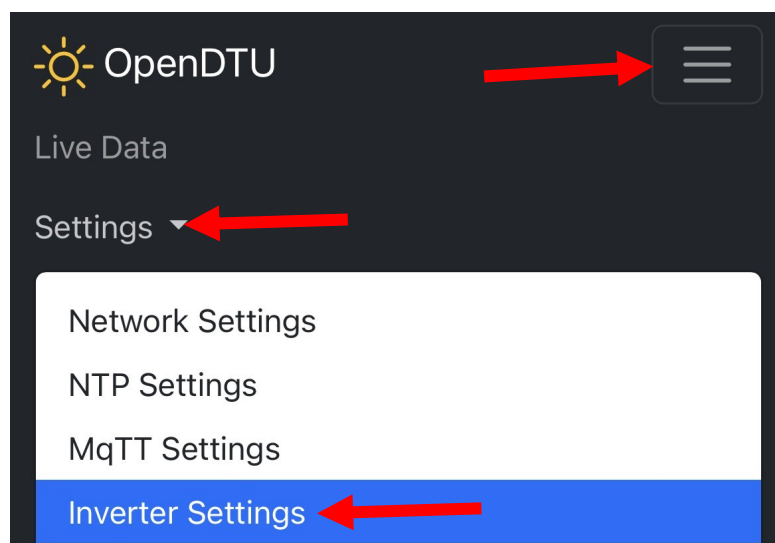 OpenDTU
Live Data
Settings
Network Settings
NTP Settings
MqTT Settings
Inverter Settings